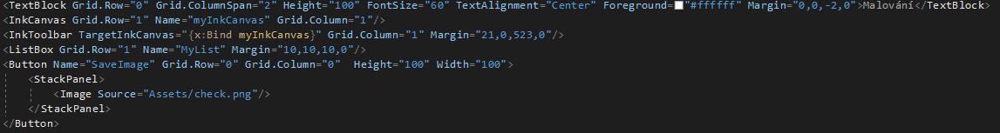 <TextBlock Grid.Row="0" Grid.ColumnSpan="2" Height="100" FontSize="60" TextAlignment="Center" Foreground="#ffffff" Margin="0,0,-2,0">Malování</TextBlock>
<InkCanvas Grid.Row="1" Name="myInkCanvas" Grid.Column="1"/>
<InkToolbar TargetInkCanvas="{x:Bind myInkCanvas}" Grid.Column="1" Margin="21,0,523,0"/>
<ListBox Grid.Row="1" Name="MyList" Margin="10,10,10,0"/>
<Button Name="SaveImage" Grid.Row="0" Grid.Column="0"  Height="100" Width="100">
    <StackPanel>
        <Image Source="Assets/check.png"/>
    </StackPanel>
</Button>